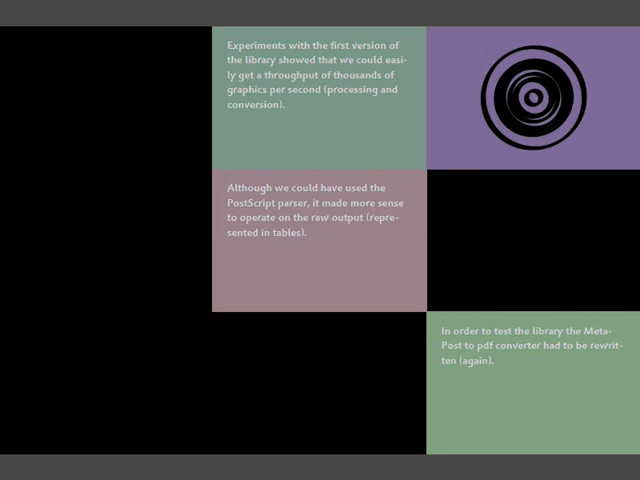 Experiments with the first version of
the library showed that we could easi-
ly get a throughput of thousands of
graphics per second (processing and
conversion).
Although we could have used the
PostScript parser, it made more sense
to operate on the raw output (repre-
sented in tables).
In order to test the library the Meta-
Post to pdf converter had to be rewrit-
ten (again).